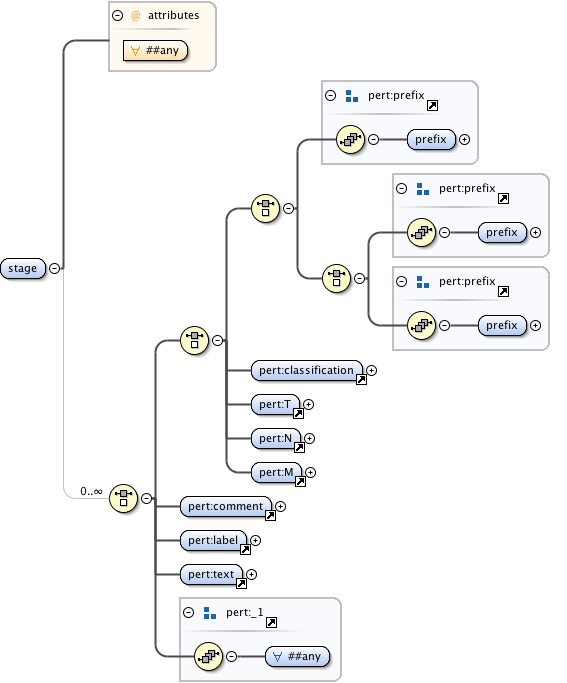 @ attributes
∀ ##any
pert:prefix
prefix
pert:prefix
prefix
stage
pert:prefix
prefix
pert:classification
pert:T
pert:N
pert:M
0..∞
pert:comment
pert:label
pert:text
pert:_1
∀ ##any